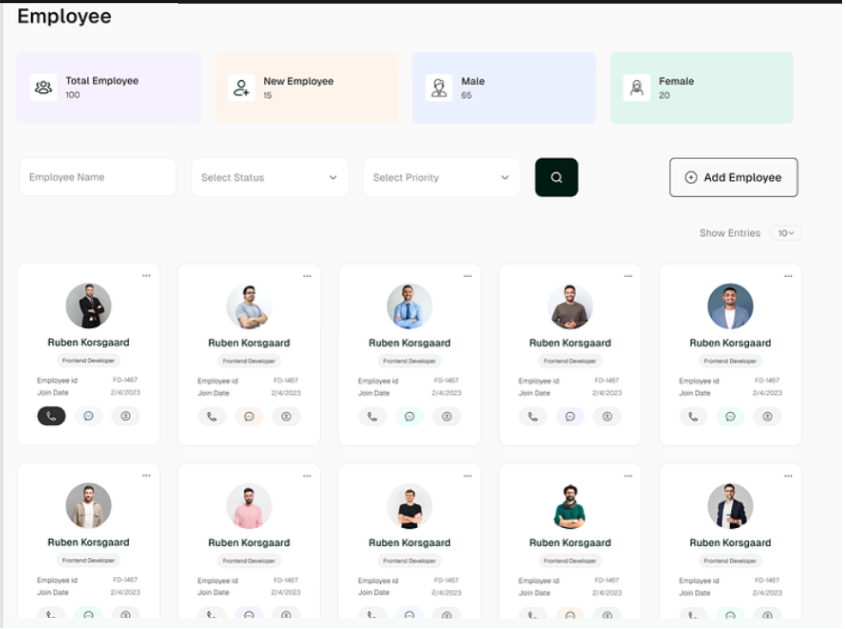 Employee
Total Employee
100
New Employee
15
Male
65
Female
20
Employee Name
Select Status
Select Priority
Add Employee
Show Entries 10
Ruben Korsgaard
Frontend Developer
Employee id FD-1467
Join Date 2/4/2023
Ruben Korsgaard
Frontend Developer
Employee id FD-1467
Join Date 2/4/2023
Ruben Korsgaard
Frontend Developer
Employee id FD-1467
Join Date 2/4/2023
Ruben Korsgaard
Frontend Developer
Employee id FD-1467
Join Date 2/4/2023
Ruben Korsgaard
Frontend Developer
Employee id FD-1467
Join Date 2/4/2023
Ruben Korsgaard
Frontend Developer
Employee id FD-1467
Join Date 2/4/2023
Ruben Korsgaard
Frontend Developer
Employee id FD-1467
Join Date 2/4/2023
Ruben Korsgaard
Frontend Developer
Employee id FD-1467
Join Date 2/4/2023
Ruben Korsgaard
Frontend Developer
Employee id FD-1467
Join Date 2/4/2023
Ruben Korsgaard
Frontend Developer
Employee id FD-1467
Join Date 2/4/2023